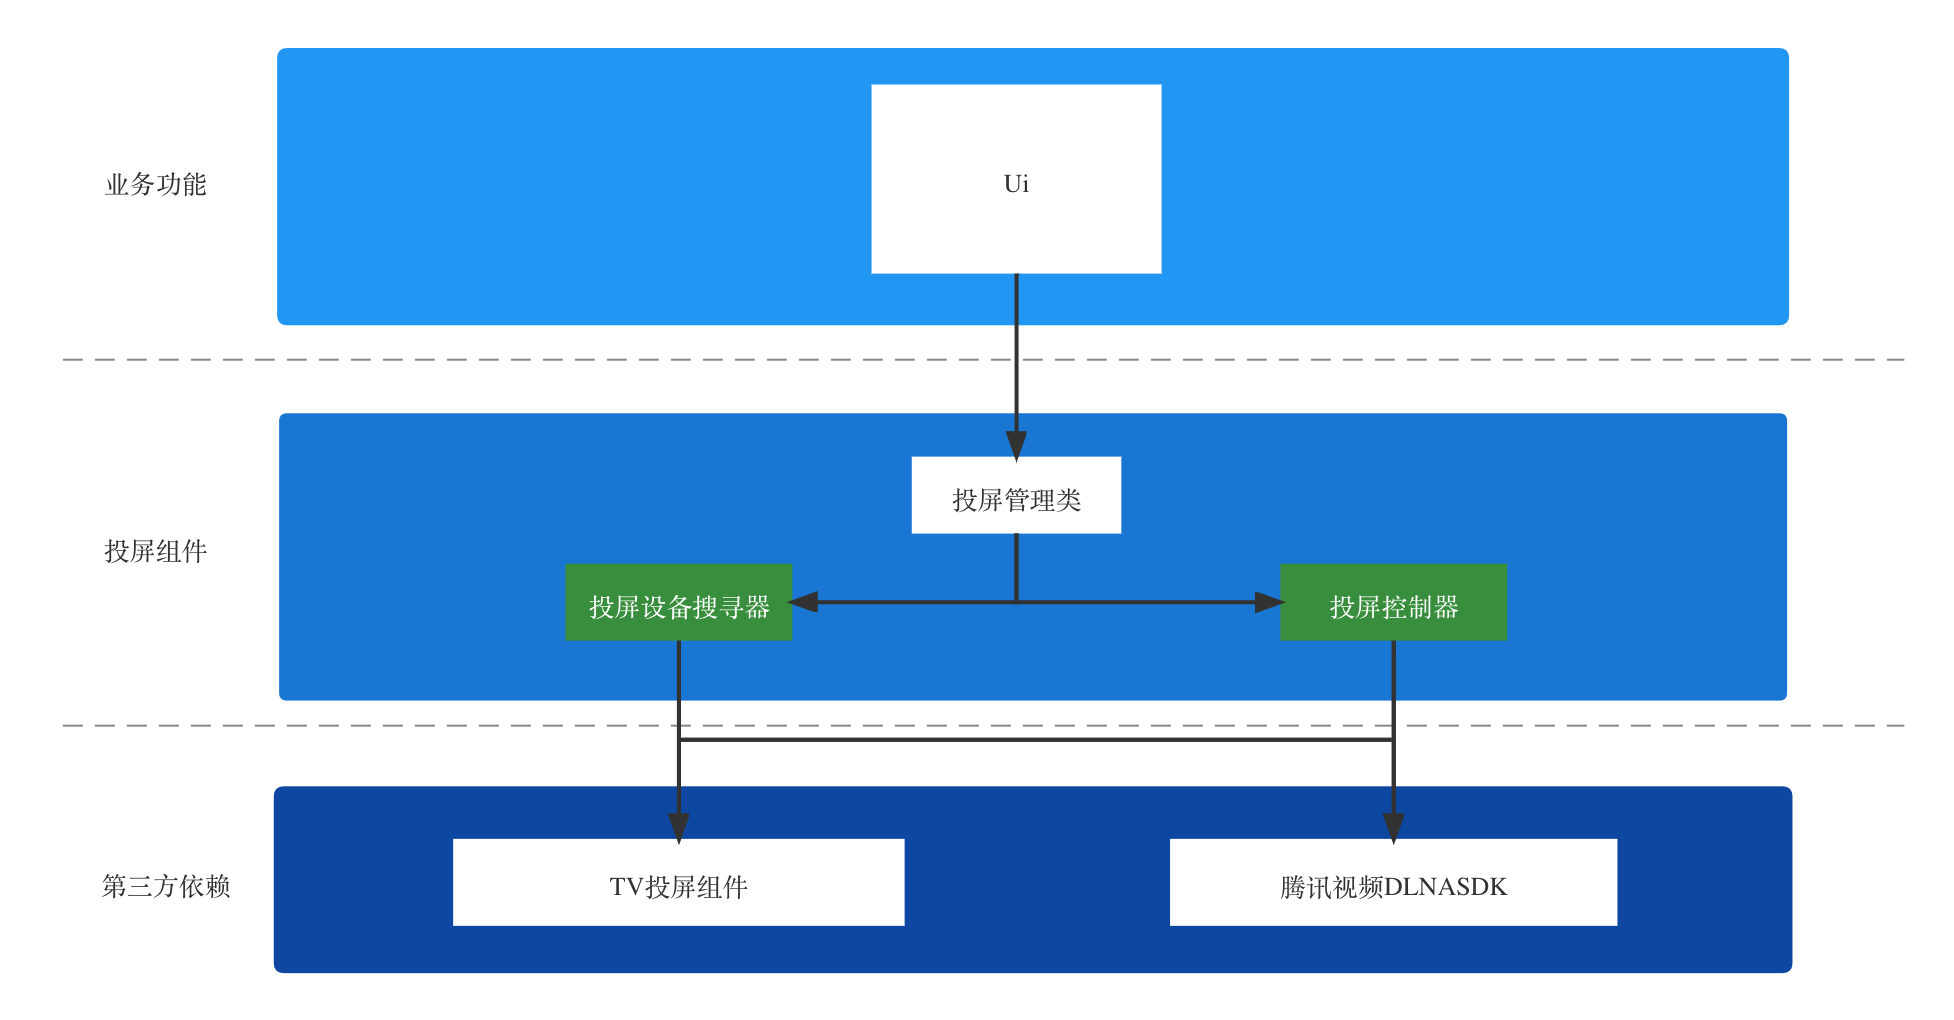 业务功能
Ui
投屏组件
投屏管理类
投屏设备搜寻器
投屏控制器
第三方依赖
TV投屏组件
腾讯视频DLNASDK